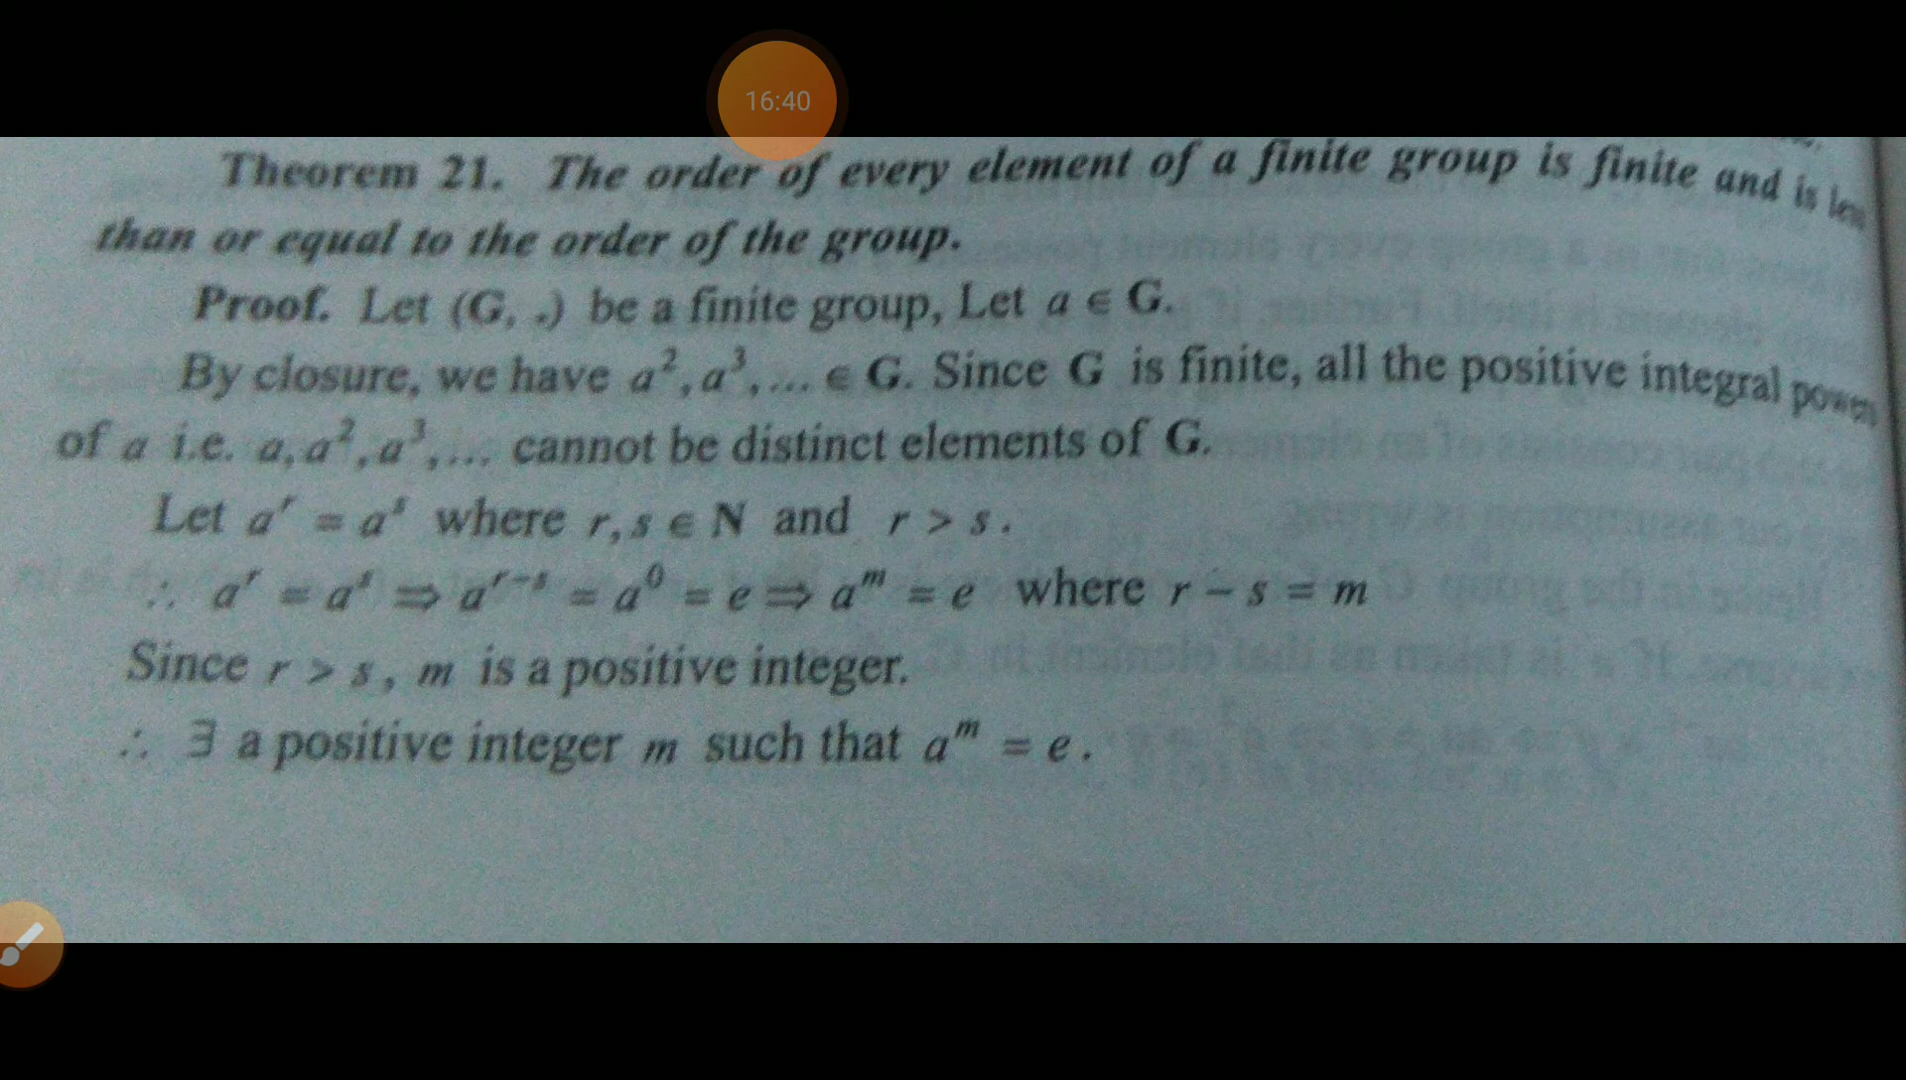 16:40
Theorem 21. The order of every element of a finite group is finite and is less
than or equal to the order of the group.
Proof. Let (G, .) be a finite group, Let a ∈ G.
By closure, we have a², a³, ... ∈ G. Since G is finite, all the positive integral powers
of a i.e. a, a², a³, ... cannot be distinct elements of G.
Let aʳ = aˢ where r, s ∈ N and r > s.
∴ aʳ = aˢ ⇒ aʳ⁻ˢ = a⁰ = e ⇒ aᵐ = e where r − s = m
Since r > s, m is a positive integer.
∴ ∃ a positive integer m such that aᵐ = e.